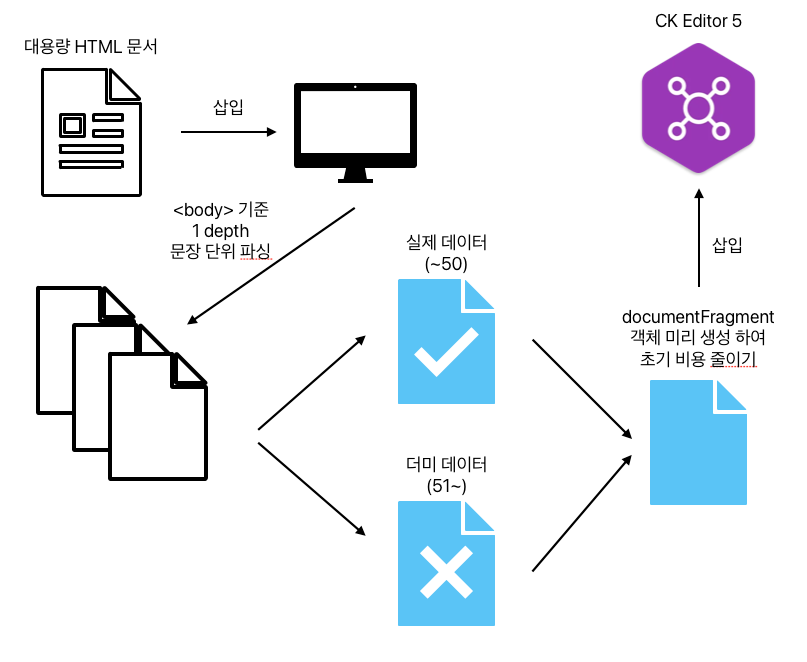 CK Editor 5
대용량 HTML 문서
삽입
<body> 기준
1 depth
문장 단위 파싱
실제 데이터
(~50)
삽입
documentFragment
객체 미리 생성 하여
초기 비용 줄이기
더미 데이터
(51~)